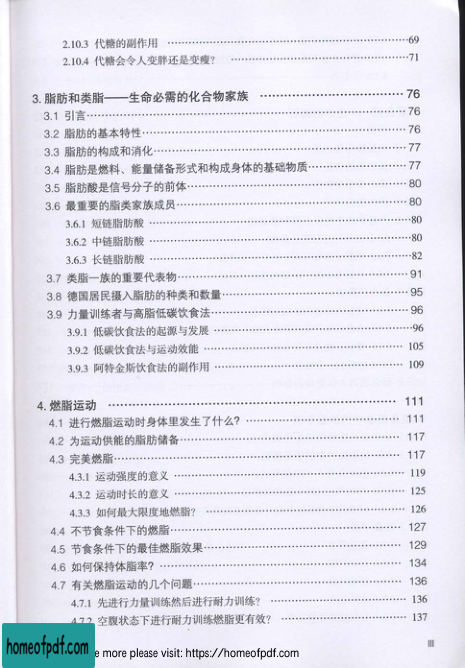 2.10.3 代糖的副作用 ……69
2.10.4 代糖会令人变胖还是变瘦? ……71
3. 脂肪和类脂——生命必需的化合物家族 ……76
3.1 引言……76
3.2 脂肪的基本特性……76
3.3 脂肪的构成和消化……77
3.4 脂肪是燃料、能量储备形式和构成身体的基础物质……77
3.5 脂肪酸是信号分子的前体……80
3.6 最重要的脂类家族成员……80
3.6.1 短链脂肪酸 ……80
3.6.2 中链脂肪酸 ……80
3.6.3 长链脂肪酸 ……82
3.7 类脂一族的重要代表物……91
3.8 德国居民摄入脂肪的种类和数量……95
3.9 力量训练者与高脂低碳饮食法……96
3.9.1 低碳饮食法的起源与发展 ……96
3.9.2 低碳饮食法与运动效能 ……105
3.9.3 阿特金斯饮食法的副作用 ……109
4. 燃脂运动 ……111
4.1 进行燃脂运动时身体里发生了什么? ……111
4.2 为运动供能的脂肪储备……117
4.3 完美燃脂……117
4.3.1 运动强度的意义 ……119
4.3.2 运动时长的意义 ……125
4.3.3 如何最大限度地燃脂? ……126
4.4 不节食条件下的燃脂……127
4.5 节食条件下的最佳燃脂效果……129
4.6 如何保持体脂率? ……134
4.7 有关燃脂运动的几个问题……136
4.7.1 先进行力量训练然后进行耐力训练? ……136
4.7.2 空腹状态下进行耐力训练燃脂更有效? ……137
III
homeofpdf.com
e more please visit: https://homeofpdf.com